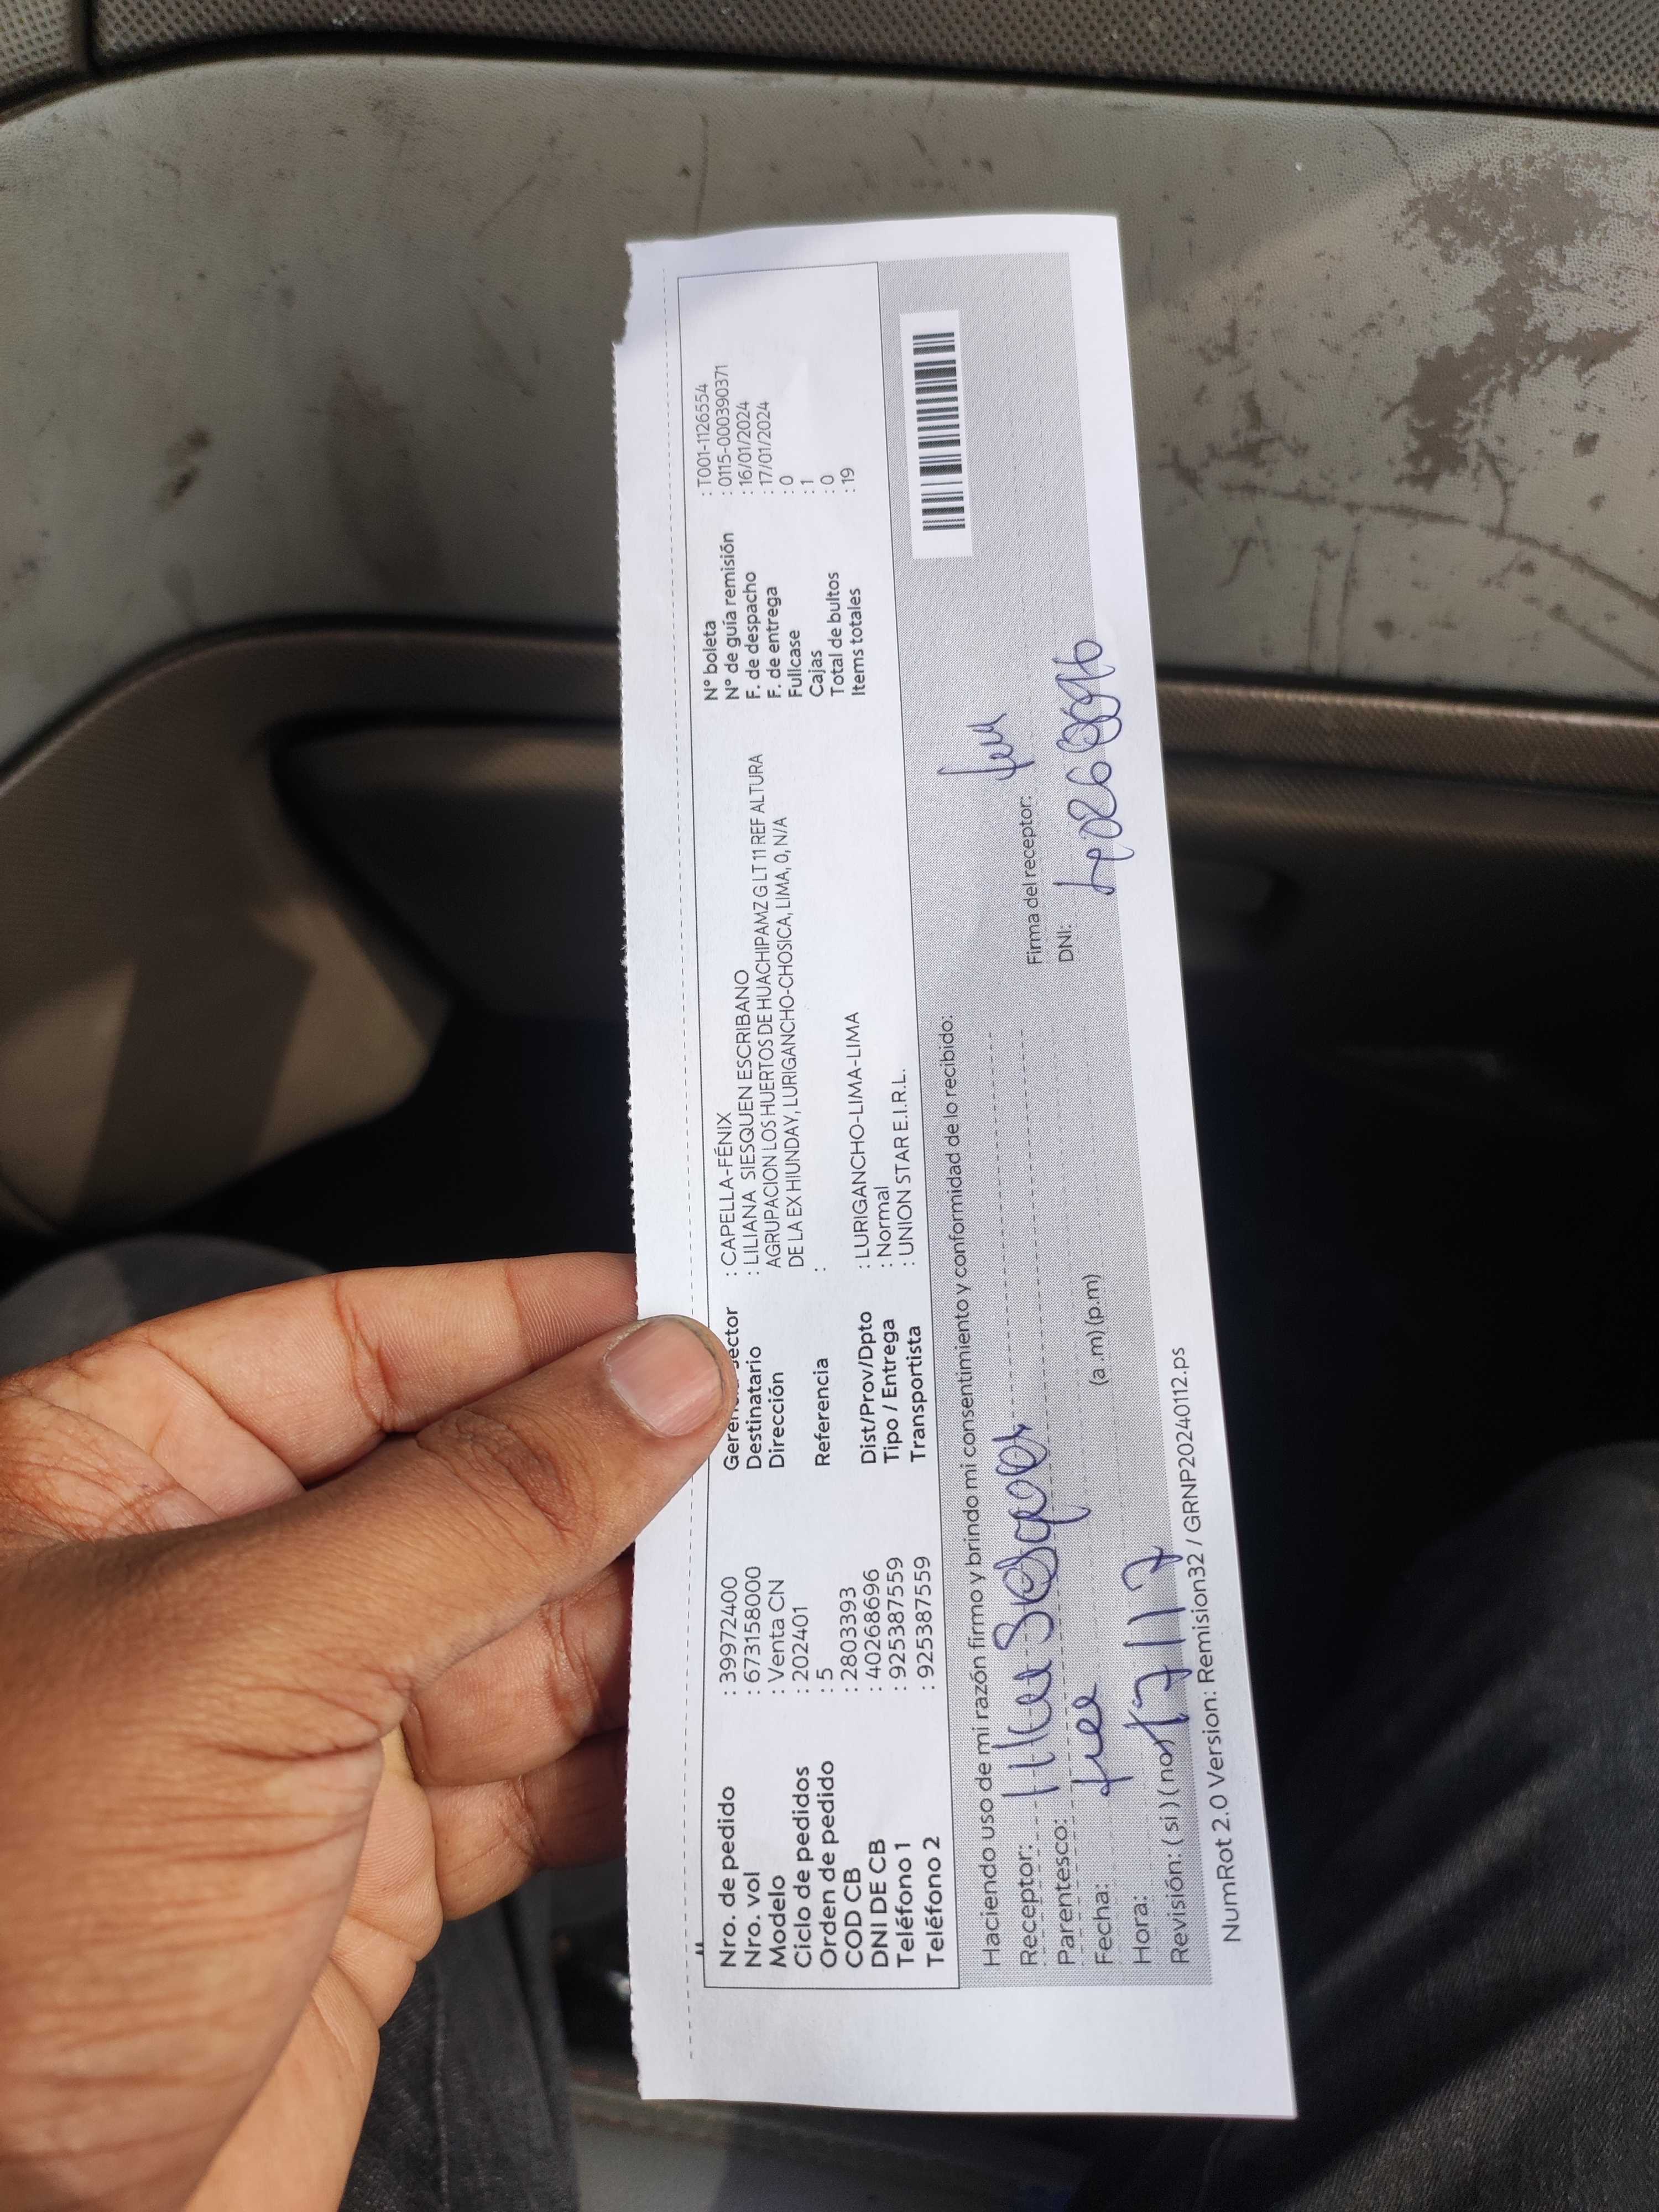 Nro. de pedido : 39972400
Nro. vol : 673158000
Modelo : Venta CN
Ciclo de pedidos : 202401
Orden de pedido : 5
COD CB : 2803393
DNI DE CB : 40268696
Teléfono 1 : 925387559
Teléfono 2 : 925387559
Geren ector : CAPELLA-FÉNIX
Destinatario : LILIANA SIESQUEN ESCRIBANO
Dirección AGRUPACION LOS HUERTOS DE HUACHIPAMZ G LT 11 REF ALTURA
DE LA EX HIUNDAY, LURIGANCHO-CHOSICA, LIMA, 0, N/A
Referencia :
Dist/Prov/Dpto : LURIGANCHO-LIMA-LIMA
Tipo / Entrega : Normal
Transportista : UNION STAR E.I.R.L.
N° boleta : T001-1126554
N° de guía remisión : 0115-000390371
F. de despacho : 16/01/2024
F. de entrega : 17/01/2024
Fullcase : 0
Cajas : 1
Total de bultos : 0
Items totales : 19
Haciendo uso de mi razón firmo y brindo mi consentimiento y conformidad de lo recibido:
Receptor:
Parentesco:
Fecha:
Hora: (a.m) (p.m)
Revisión: (si) (no)
Firma del receptor:
DNI:
NumRot 2.0 Version: Remision32 / GRNP20240112.ps